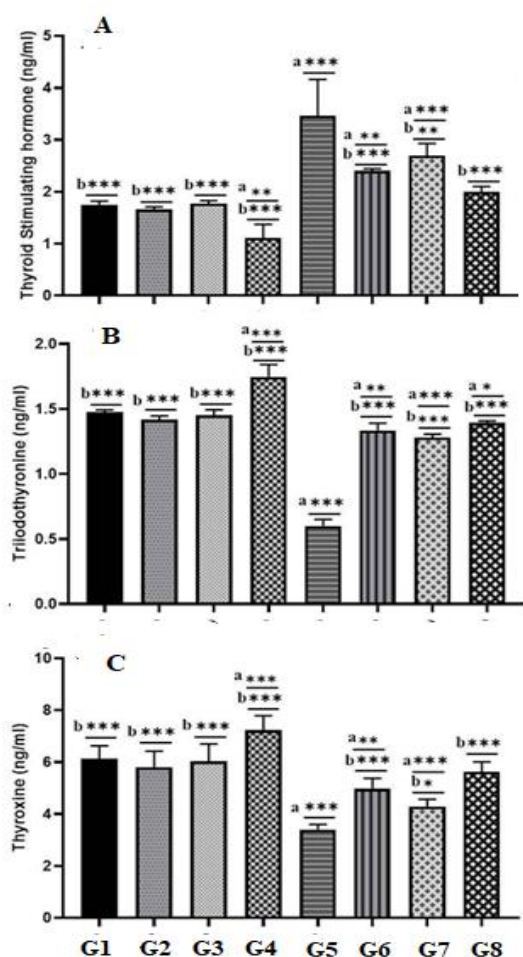 A
Thyroid Stimulating hormone (ng/ml)
5
4
3
2
1
0
b***
b***
b***
a**
b***
a***
a**
b***
a***
b**
b***
B
Triiodothyronine (ng/ml)
2.0
1.5
1.0
0.5
0.0
b***
b***
b***
a***
b***
a***
a**
b***
a***
b***
a*
b***
C
Thyroxine (ng/ml)
10
8
6
4
2
0
b***
b***
b***
a***
b***
a***
a**
b***
a***
b*
b***
G1 G2 G3 G4 G5 G6 G7 G8